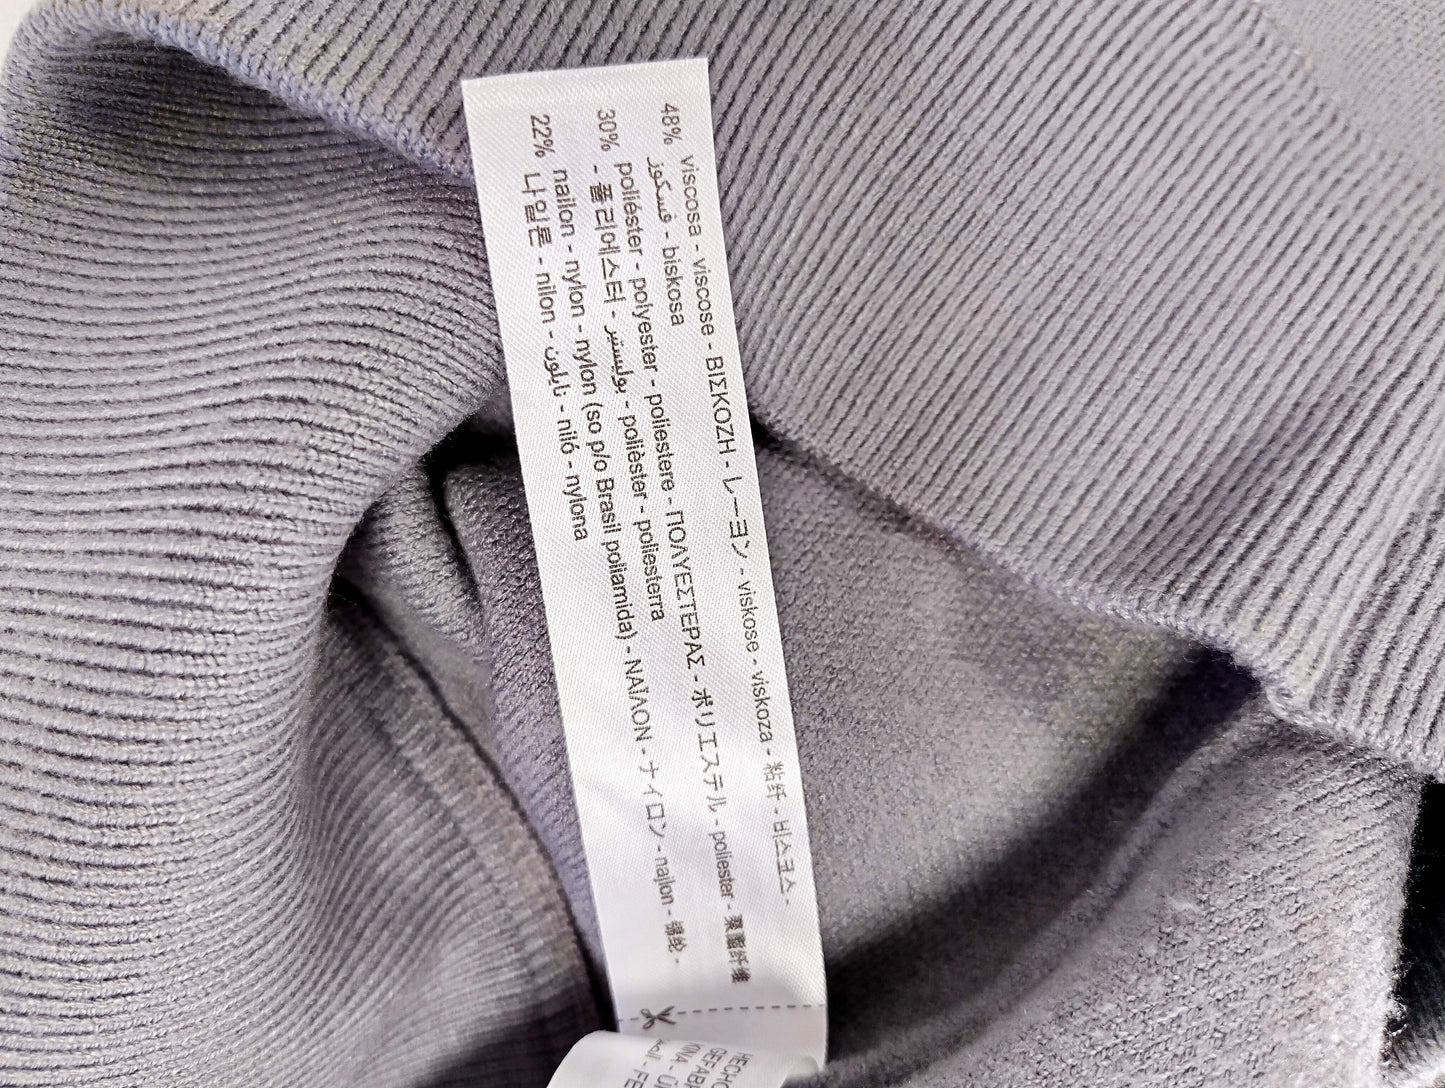 48% viscosa - viscose - ΒΙΣΚΟΖΗ - レーヨン - viskose - viskoza - 粘纤 - 비스코스 -
فسكوز - biskosa
30% poliéster - polyester - poliestere - ΠΟΛΥΕΣΤΕΡΑΣ - ポリエステル - poliester - 聚酯纤维
- 폴리에스터 - بوليستير - polièster - poliesterra
22% nailon - nylon - nylon (so p/o Brasil poliamida) - ΝΑΪΛΟΝ - ナイロン - najlon - 锦纶 -
나일론 - nilon - نايلون - niló - nylona
HECHO